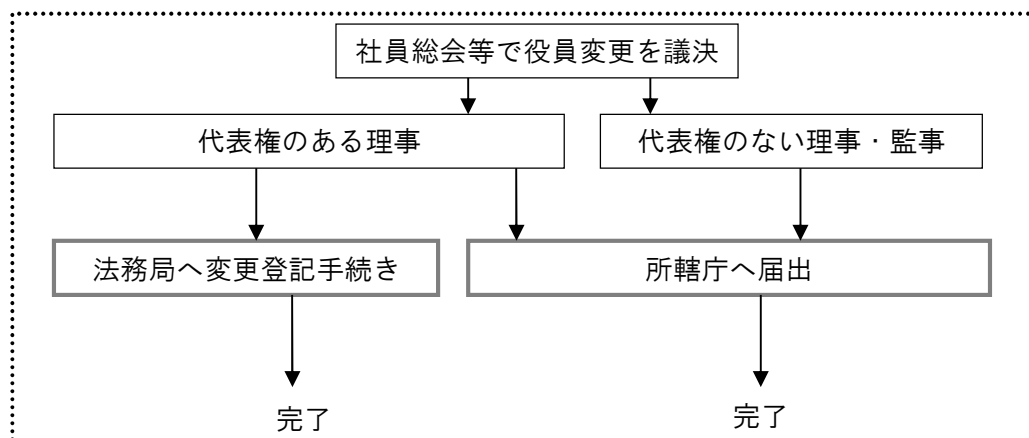 社員総会等で役員変更を議決
代表権のある理事
代表権のない理事・監事
法務局へ変更登記手続き
所轄庁へ届出
完了
完了